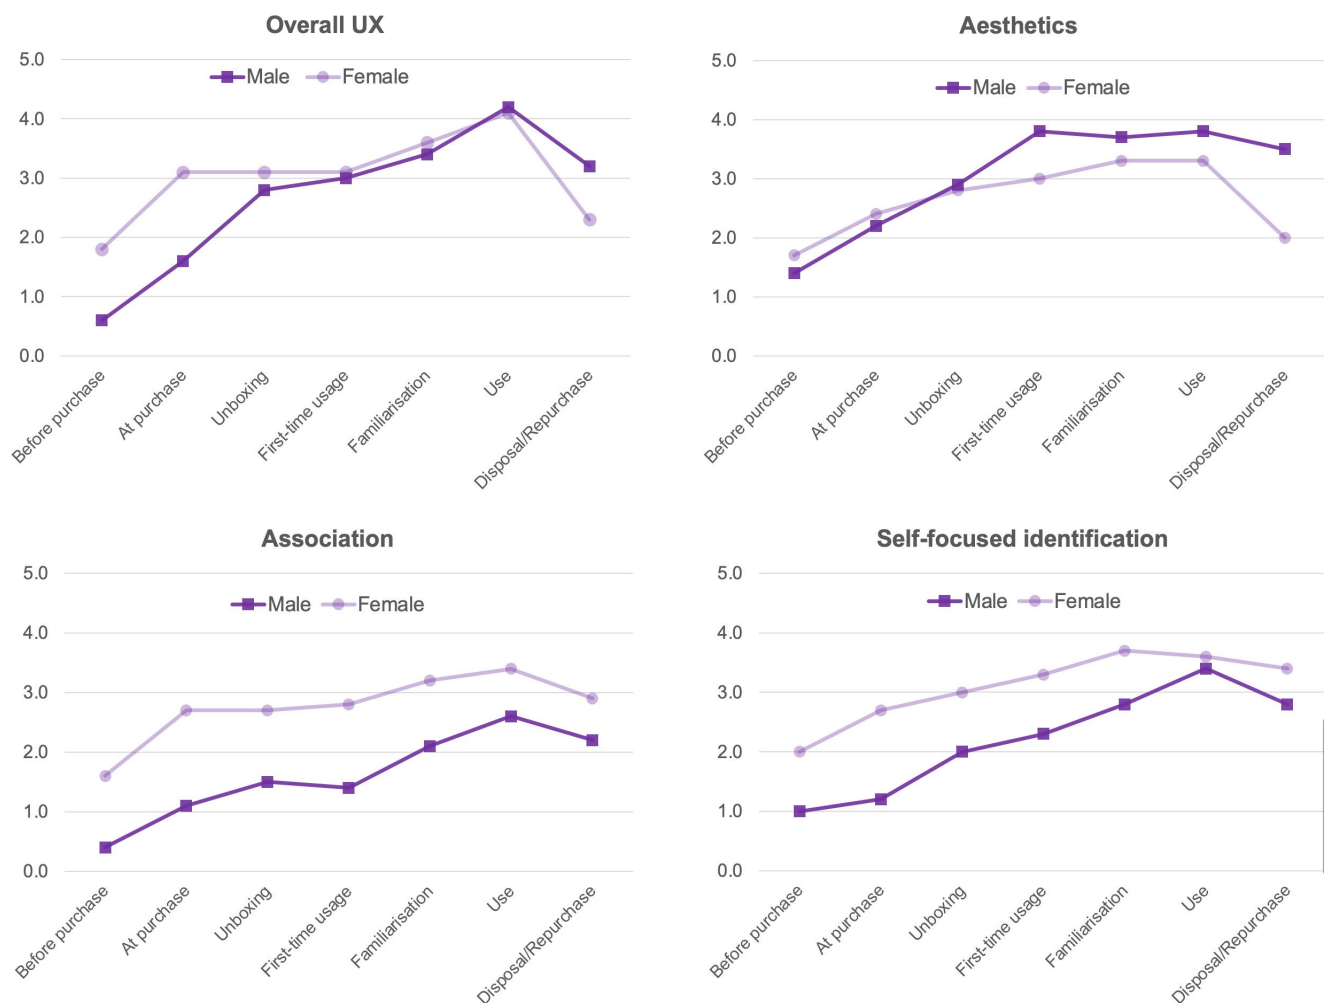 Overall UX
Male
Female
5.0
4.0
3.0
2.0
1.0
0.0
Before purchase
At purchase
Unboxing
First-time usage
Familiarisation
Use
Disposal/Repurchase
Aesthetics
Male
Female
5.0
4.0
3.0
2.0
1.0
0.0
Before purchase
At purchase
Unboxing
First-time usage
Familiarisation
Use
Disposal/Repurchase
Association
Male
Female
5.0
4.0
3.0
2.0
1.0
0.0
Before purchase
At purchase
Unboxing
First-time usage
Familiarisation
Use
Disposal/Repurchase
Self-focused identification
Male
Female
5.0
4.0
3.0
2.0
1.0
0.0
Before purchase
At purchase
Unboxing
First-time usage
Familiarisation
Use
Disposal/Repurchase